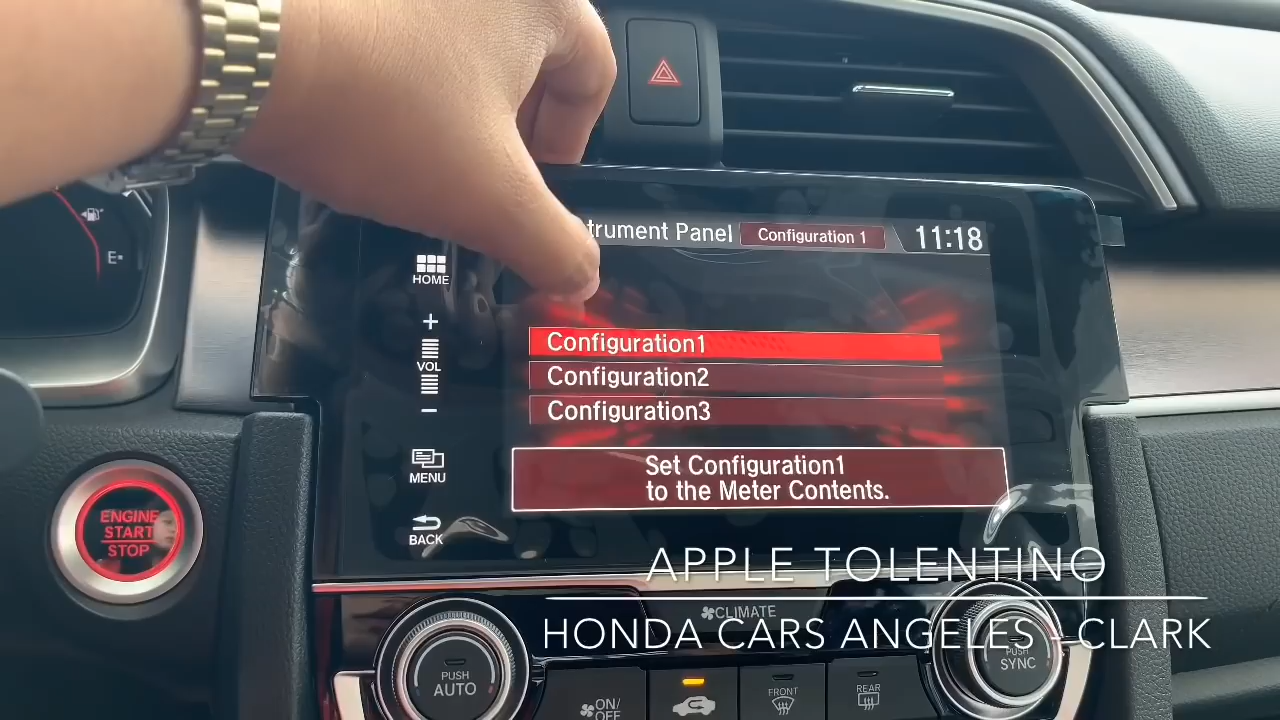 trument Panel
Configuration 1
11:18
HOME
+
VOL
−
MENU
BACK
Configuration1
Configuration2
Configuration3
Set Configuration1
to the Meter Contents.
E
ENGINE
START
STOP
APPLE TOLENTINO
HONDA CARS ANGELES - CLARK
CLIMATE
PUSH
AUTO
PUSH
SYNC
ON/
OFF
FRONT
REAR